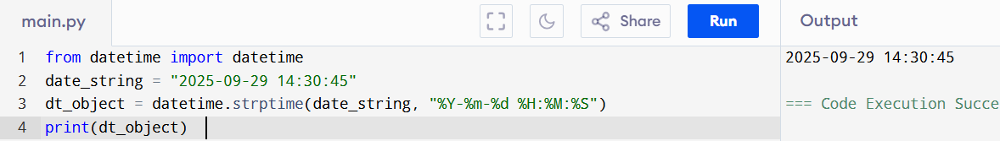 main.py Share Run Output
1 from datetime import datetime
2 date_string = "2025-09-29 14:30:45"
3 dt_object = datetime.strptime(date_string, "%Y-%m-%d %H:%M:%S")
4 print(dt_object)
2025-09-29 14:30:45
=== Code Execution Succe